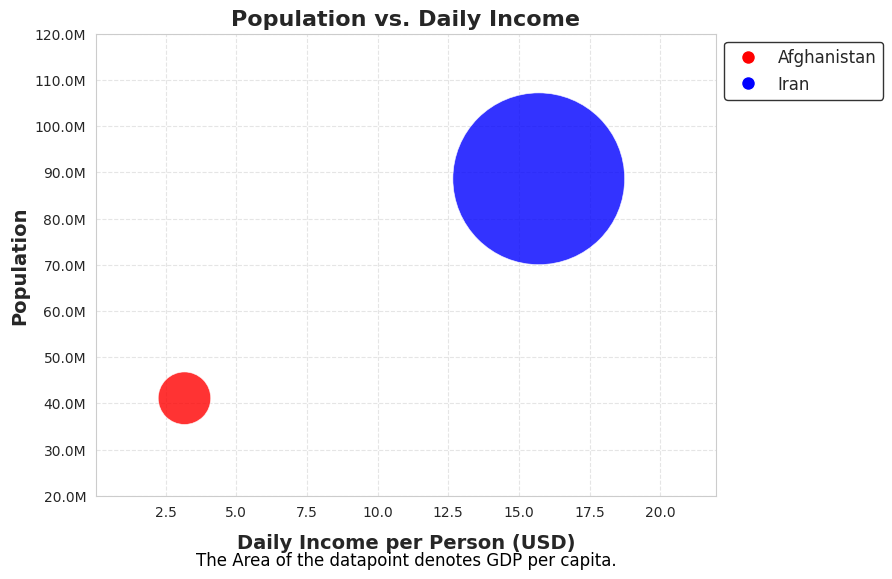 Population vs. Daily Income
120.0M
110.0M
100.0M
90.0M
80.0M
70.0M
60.0M
50.0M
40.0M
30.0M
20.0M
Population
2.5 5.0 7.5 10.0 12.5 15.0 17.5 20.0
Daily Income per Person (USD)
The Area of the datapoint denotes GDP per capita.
Afghanistan
Iran